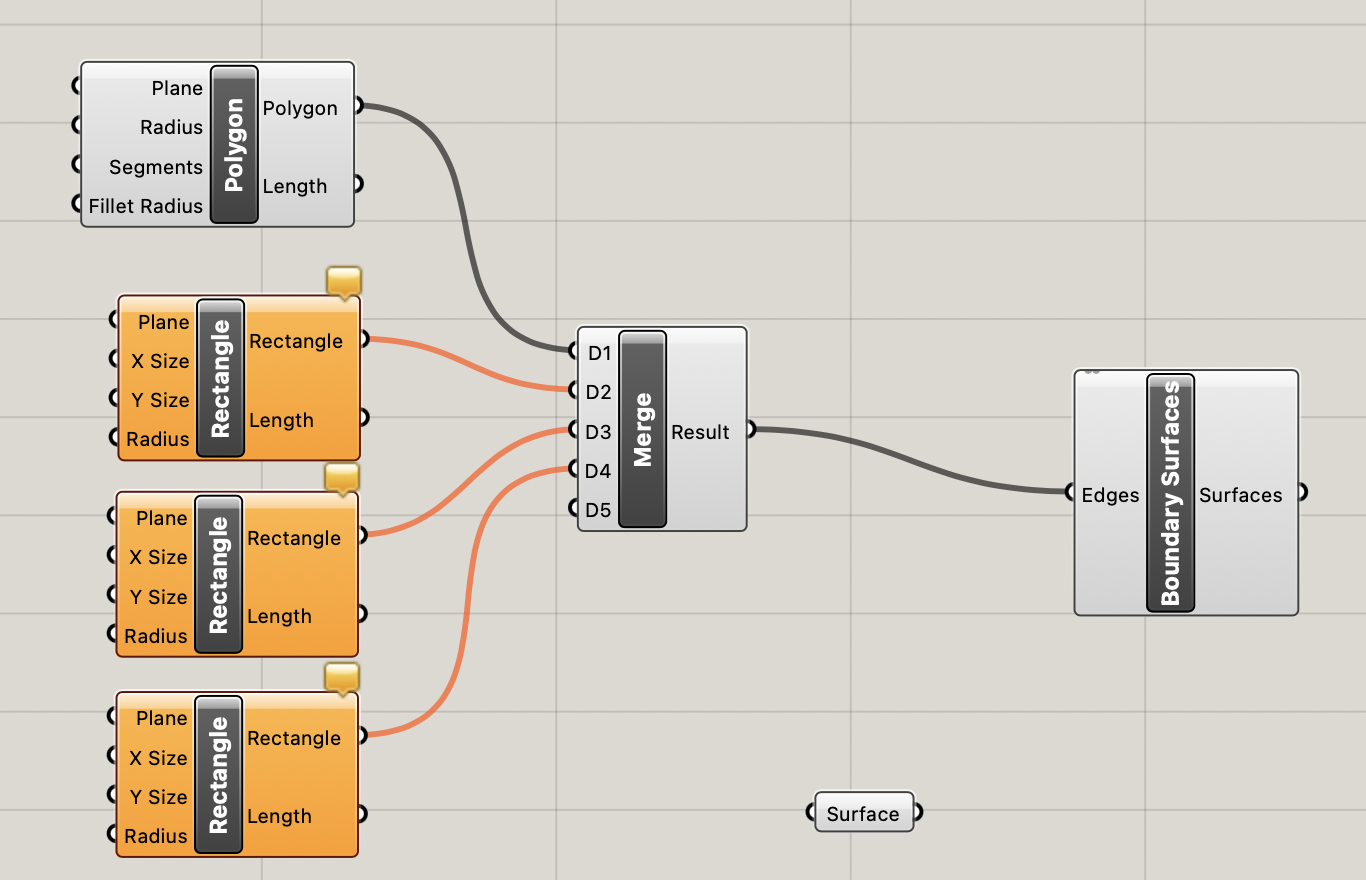 Plane
Radius
Segments
Fillet Radius
Polygon
Polygon
Length
Plane
X Size
Y Size
Radius
Rectangle
Rectangle
Length
Plane
X Size
Y Size
Radius
Rectangle
Rectangle
Length
Plane
X Size
Y Size
Radius
Rectangle
Rectangle
Length
D1
D2
D3
D4
D5
Merge
Result
Edges
Boundary Surfaces
Surfaces
Surface